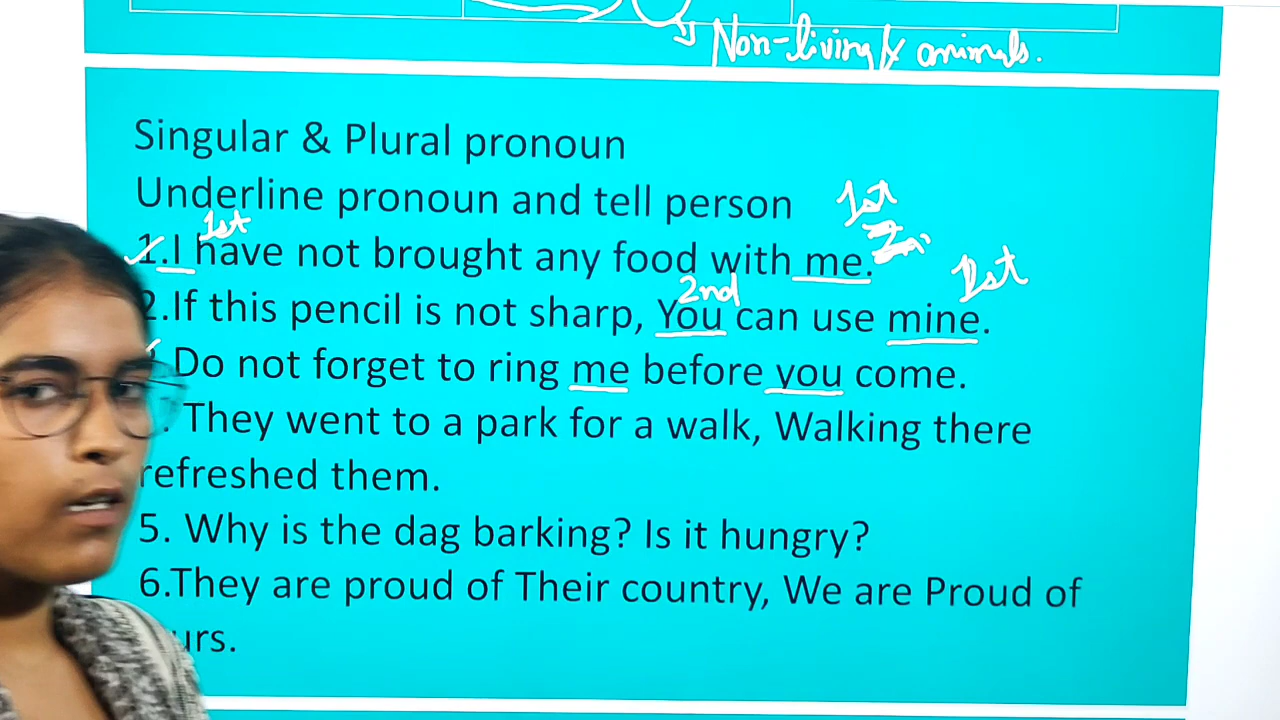 Non-living & animals.
Singular & Plural pronoun
Underline pronoun and tell person
1st
1st
1.I have not brought any food with me.
2nd
1st
2.If this pencil is not sharp, You can use mine.
Do not forget to ring me before you come.
They went to a park for a walk, Walking there
refreshed them.
5. Why is the dag barking? Is it hungry?
6.They are proud of Their country, We are Proud of
urs.